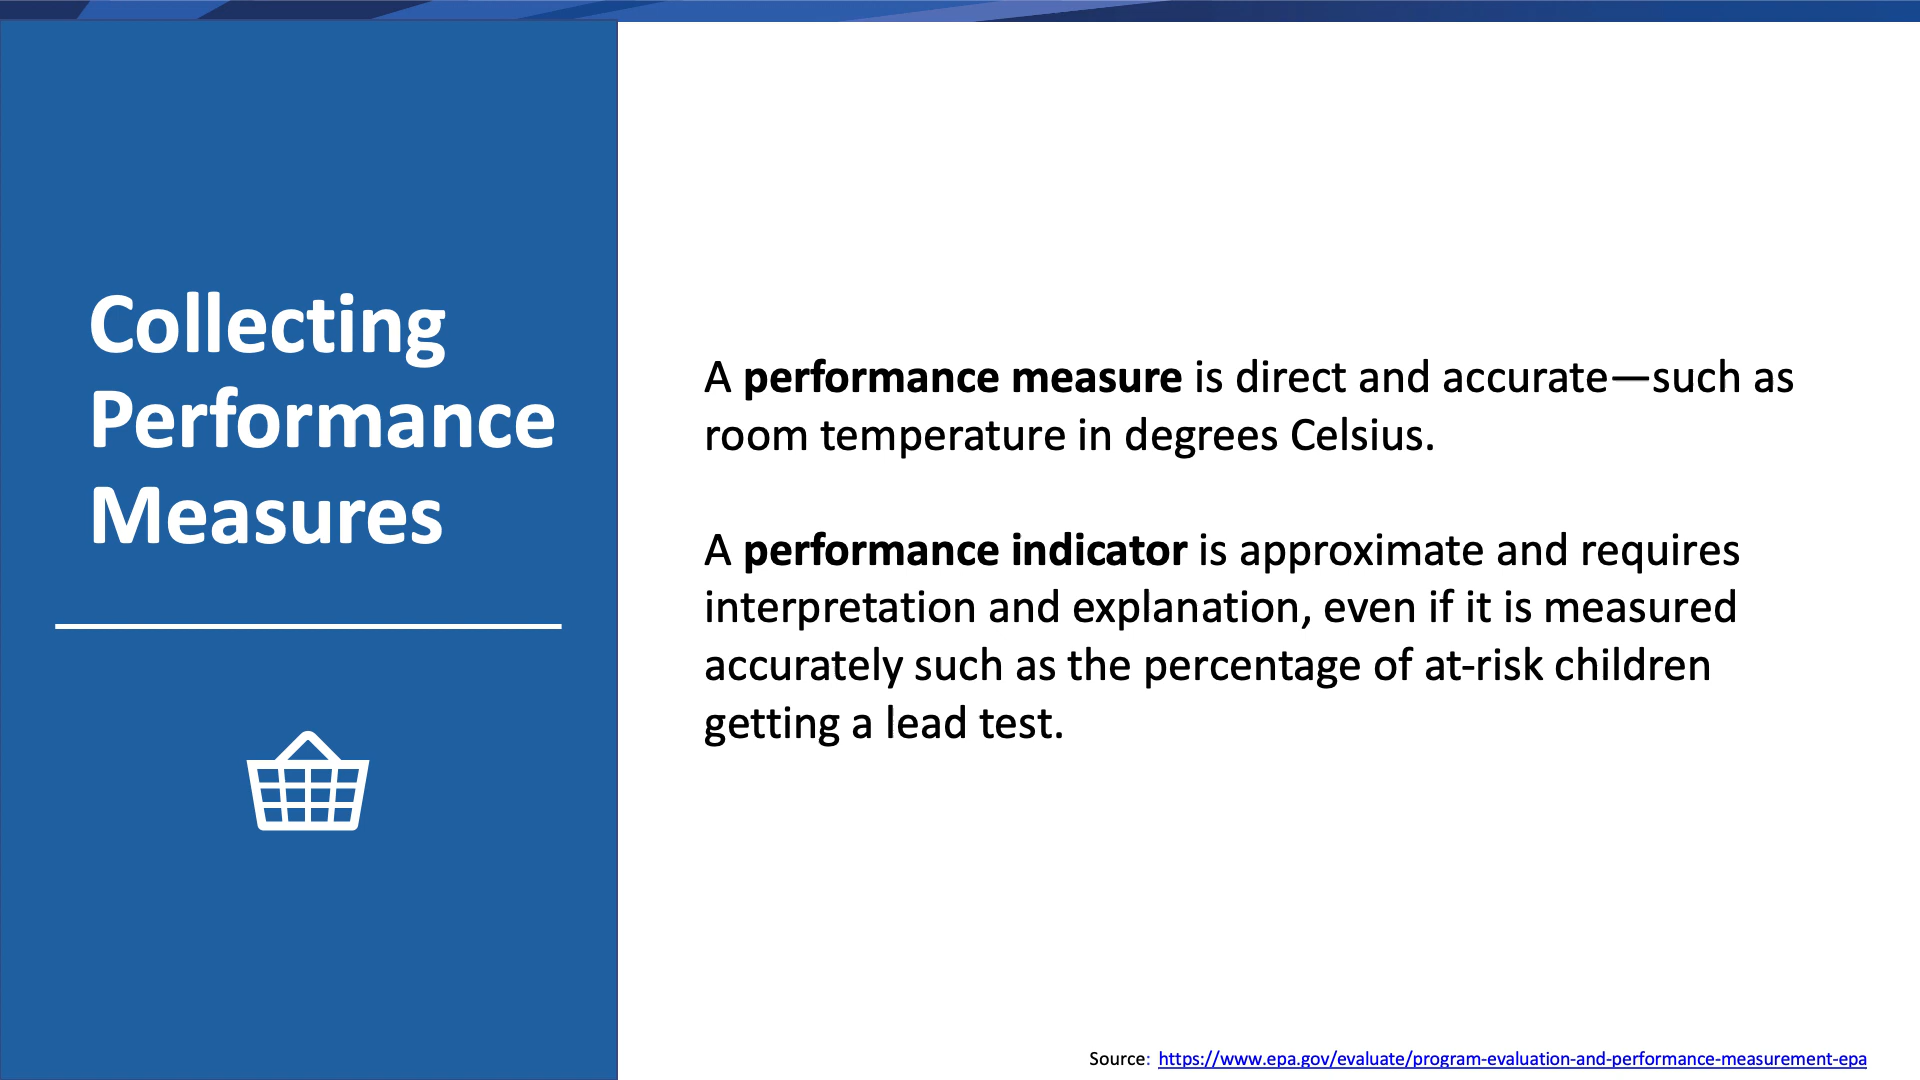 Collecting
Performance
Measures
A performance measure is direct and accurate—such as
room temperature in degrees Celsius.
A performance indicator is approximate and requires
interpretation and explanation, even if it is measured
accurately such as the percentage of at-risk children
getting a lead test.
Source: https://www.epa.gov/evaluate/program-evaluation-and-performance-measurement-epa